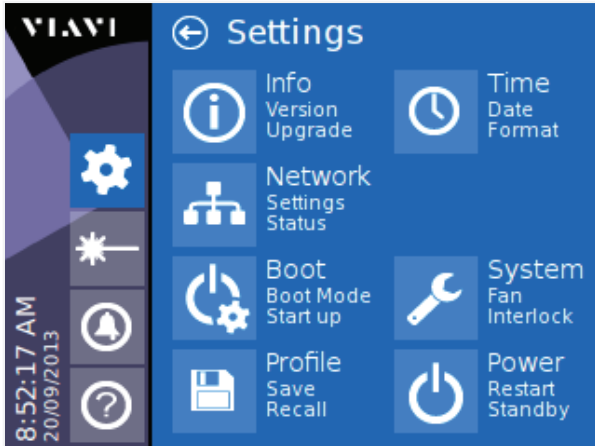 VIAVI
Settings
Info
Version
Upgrade
Time
Date
Format
Network
Settings
Status
Boot
Boot Mode
Start up
System
Fan
Interlock
Profile
Save
Recall
Power
Restart
Standby
8:52:17 AM
20/09/2013